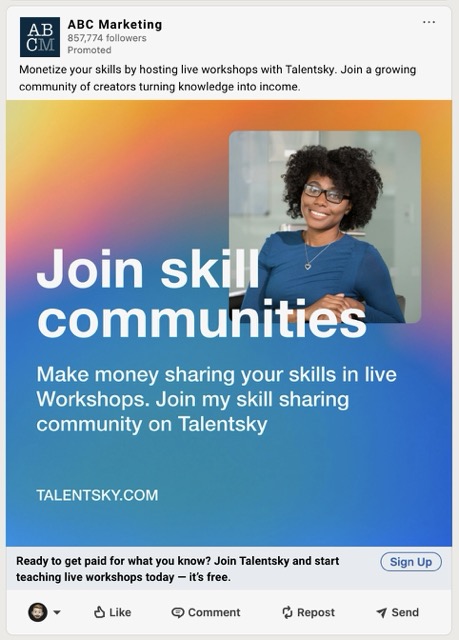 AB
CM
ABC Marketing
857,774 followers
Promoted
Monetize your skills by hosting live workshops with Talentsky. Join a growing
community of creators turning knowledge into income.
Join skill
communities
Make money sharing your skills in live
Workshops. Join my skill sharing
community on Talentsky
TALENTSKY.COM
Ready to get paid for what you know? Join Talentsky and start
teaching live workshops today — it’s free.
Sign Up
Like
Comment
Repost
Send